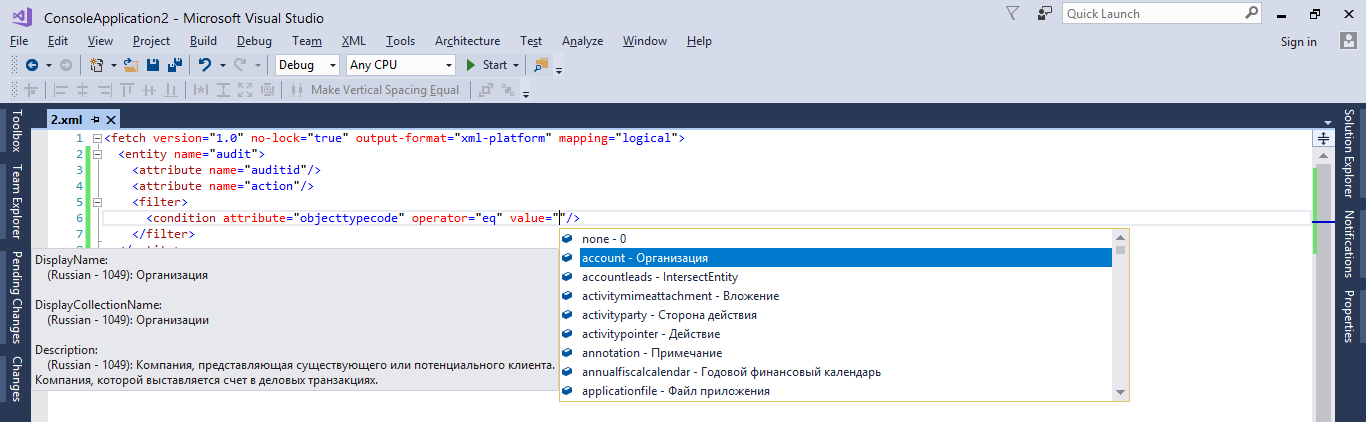 ConsoleApplication2 - Microsoft Visual Studio
Quick Launch
File Edit View Project Build Debug Team XML Tools Architecture Test Analyze Window Help
Sign in
Debug Any CPU Start
Make Vertical Spacing Equal
Toolbox
Team Explorer
Pending Changes
Changes
2.xml
1 <fetch version="1.0" no-lock="true" output-format="xml-platform" mapping="logical">
2 <entity name="audit">
3 <attribute name="auditid"/>
4 <attribute name="action"/>
5 <filter>
6 <condition attribute="objecttypecode" operator="eq" value=""/>
7 </filter>
DisplayName:
(Russian - 1049): Организация
DisplayCollectionName:
(Russian - 1049): Организации
Description:
(Russian - 1049): Компания, представляющая существующего или потенциального клиента.
Компания, которой выставляется счет в деловых транзакциях.
none - 0
account - Организация
accountleads - IntersectEntity
activitymimeattachment - Вложение
activityparty - Сторона действия
activitypointer - Действие
annotation - Примечание
annualfiscalcalendar - Годовой финансовый календарь
applicationfile - Файл приложения
Solution Explorer
Notifications
Properties